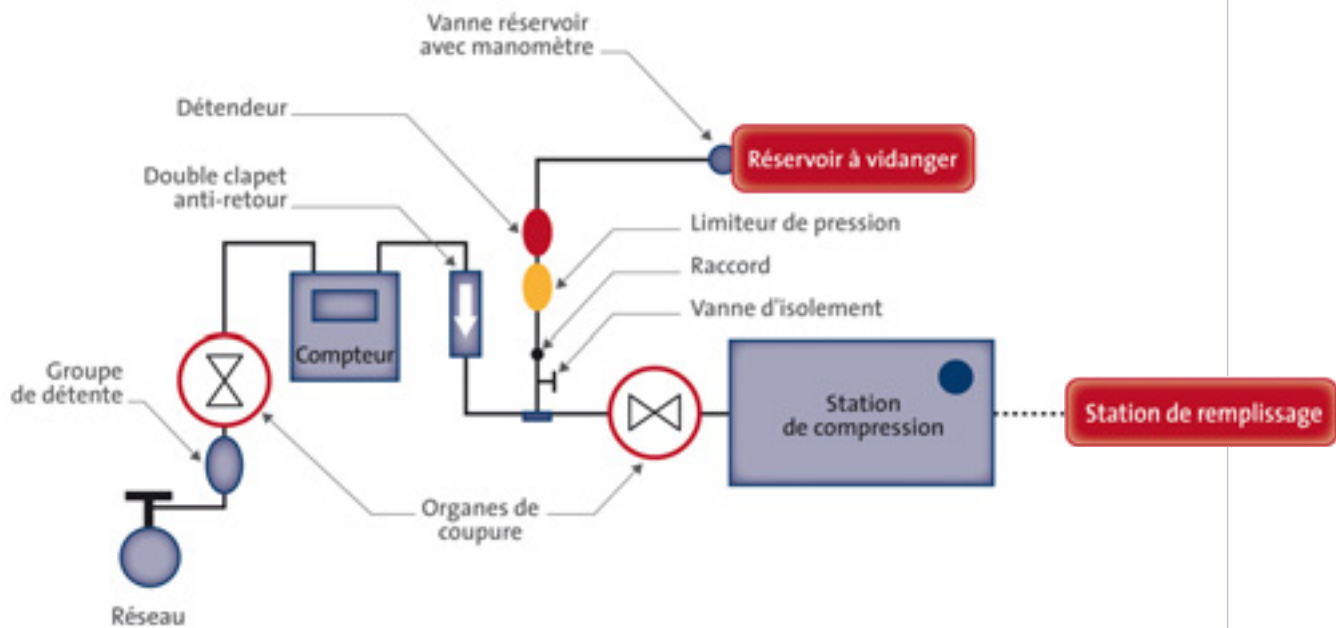 Vanne réservoir
avec manomètre
Détendeur
Réservoir à vidanger
Double clapet
anti-retour
Limiteur de pression
Raccord
Vanne d'isolement
Compteur
Groupe
de détente
Station
de compression
Station de remplissage
Organes de
coupure
Réseau